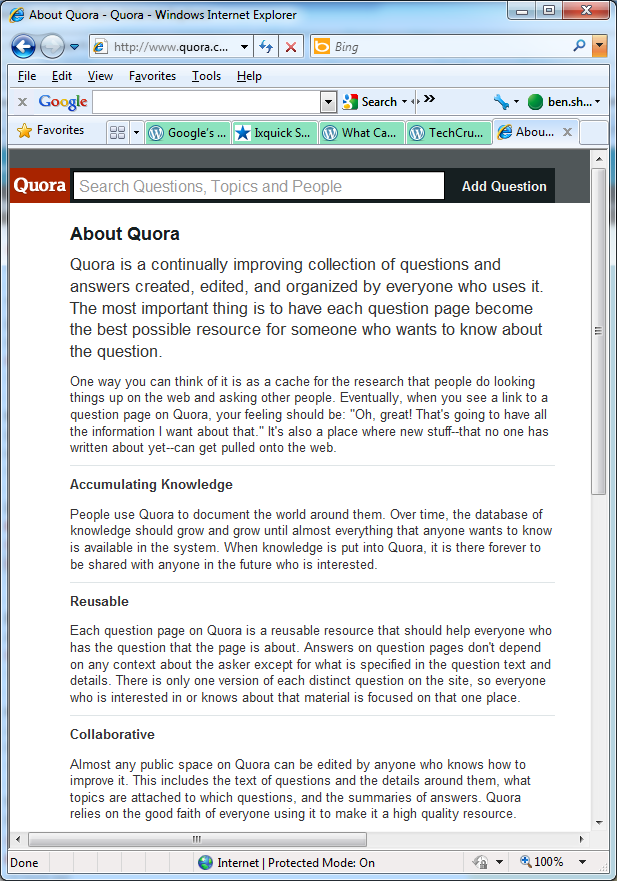 About Quora - Quora - Windows Internet Explorer
http://www.quora.c...
Bing
File Edit View Favorites Tools Help
Google Search ben.sh...
Favorites Google's ... Ixquick S... What Ca... TechCru... Abou...
Quora Search Questions, Topics and People Add Question
About Quora
Quora is a continually improving collection of questions and
answers created, edited, and organized by everyone who uses it.
The most important thing is to have each question page become
the best possible resource for someone who wants to know about
the question.
One way you can think of it is as a cache for the research that people do looking
things up on the web and asking other people. Eventually, when you see a link to a
question page on Quora, your feeling should be: "Oh, great! That's going to have all
the information I want about that." It's also a place where new stuff--that no one has
written about yet--can get pulled onto the web.
Accumulating Knowledge
People use Quora to document the world around them. Over time, the database of
knowledge should grow and grow until almost everything that anyone wants to know
is available in the system. When knowledge is put into Quora, it is there forever to
be shared with anyone in the future who is interested.
Reusable
Each question page on Quora is a reusable resource that should help everyone who
has the question that the page is about. Answers on question pages don't depend
on any context about the asker except for what is specified in the question text and
details. There is only one version of each distinct question on the site, so everyone
who is interested in or knows about that material is focused on that one place.
Collaborative
Almost any public space on Quora can be edited by anyone who knows how to
improve it. This includes the text of questions and the details around them, what
topics are attached to which questions, and the summaries of answers. Quora
relies on the good faith of everyone using it to make it a high quality resource.
Done Internet | Protected Mode: On 100%